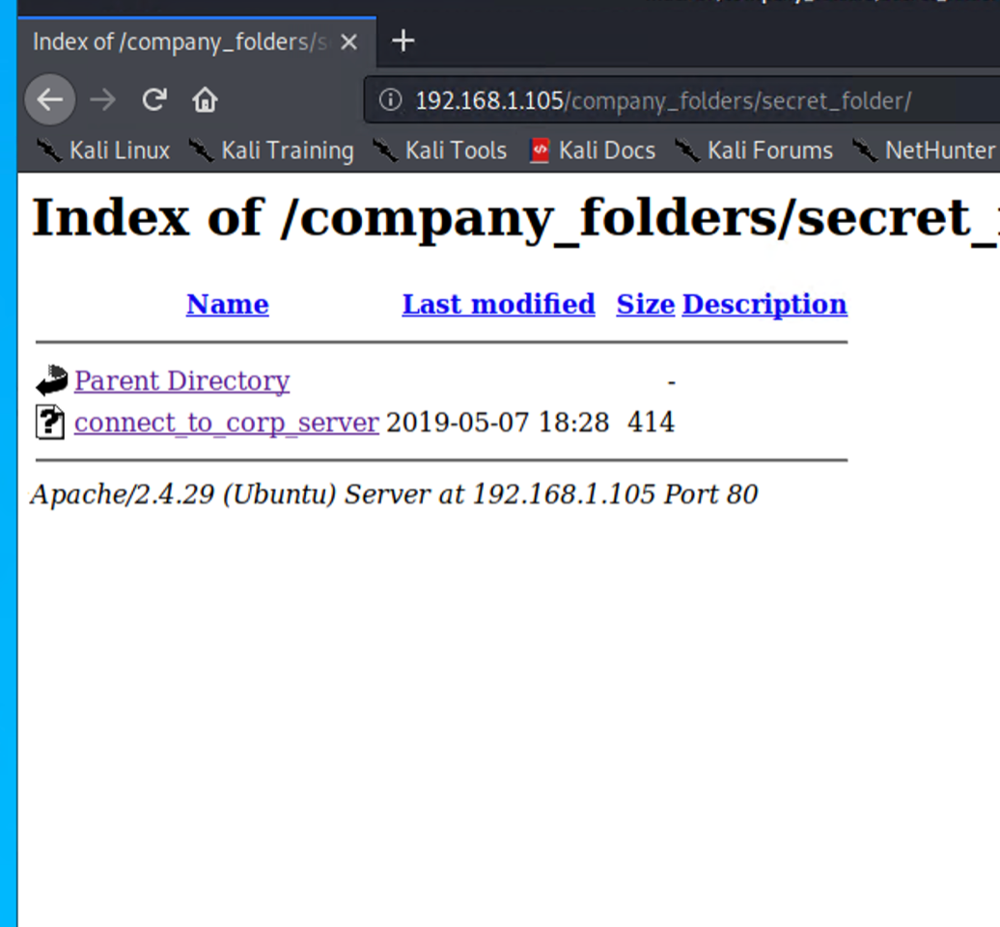 Index of /company_folders/s
192.168.1.105/company_folders/secret_folder/
Kali Linux Kali Training Kali Tools Kali Docs Kali Forums NetHunter
Index of /company_folders/secret_
Name Last modified Size Description
Parent Directory -
connect_to_corp_server 2019-05-07 18:28 414
Apache/2.4.29 (Ubuntu) Server at 192.168.1.105 Port 80